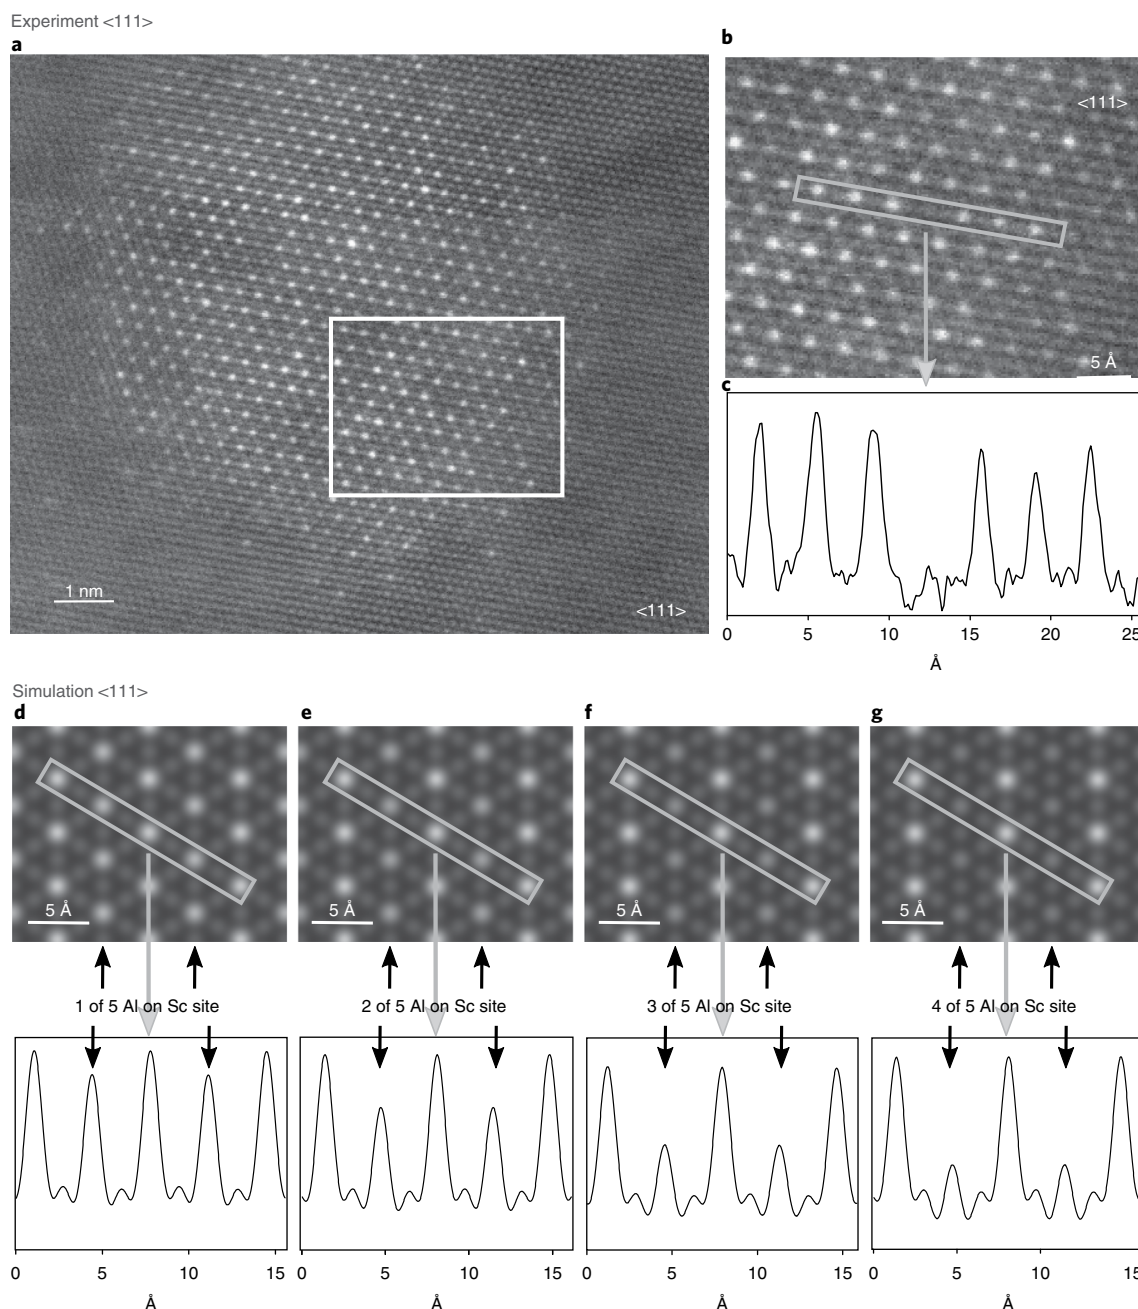 Experiment <111>
a
b
<111>
5 Å
1 nm
<111>
c
0 5 10 15 20 25
Å
Simulation <111>
d e f g
5 Å 5 Å 5 Å 5 Å
1 of 5 Al on Sc site 2 of 5 Al on Sc site 3 of 5 Al on Sc site 4 of 5 Al on Sc site
0 5 10 15 0 5 10 15 0 5 10 15 0 5 10 15
Å Å Å Å